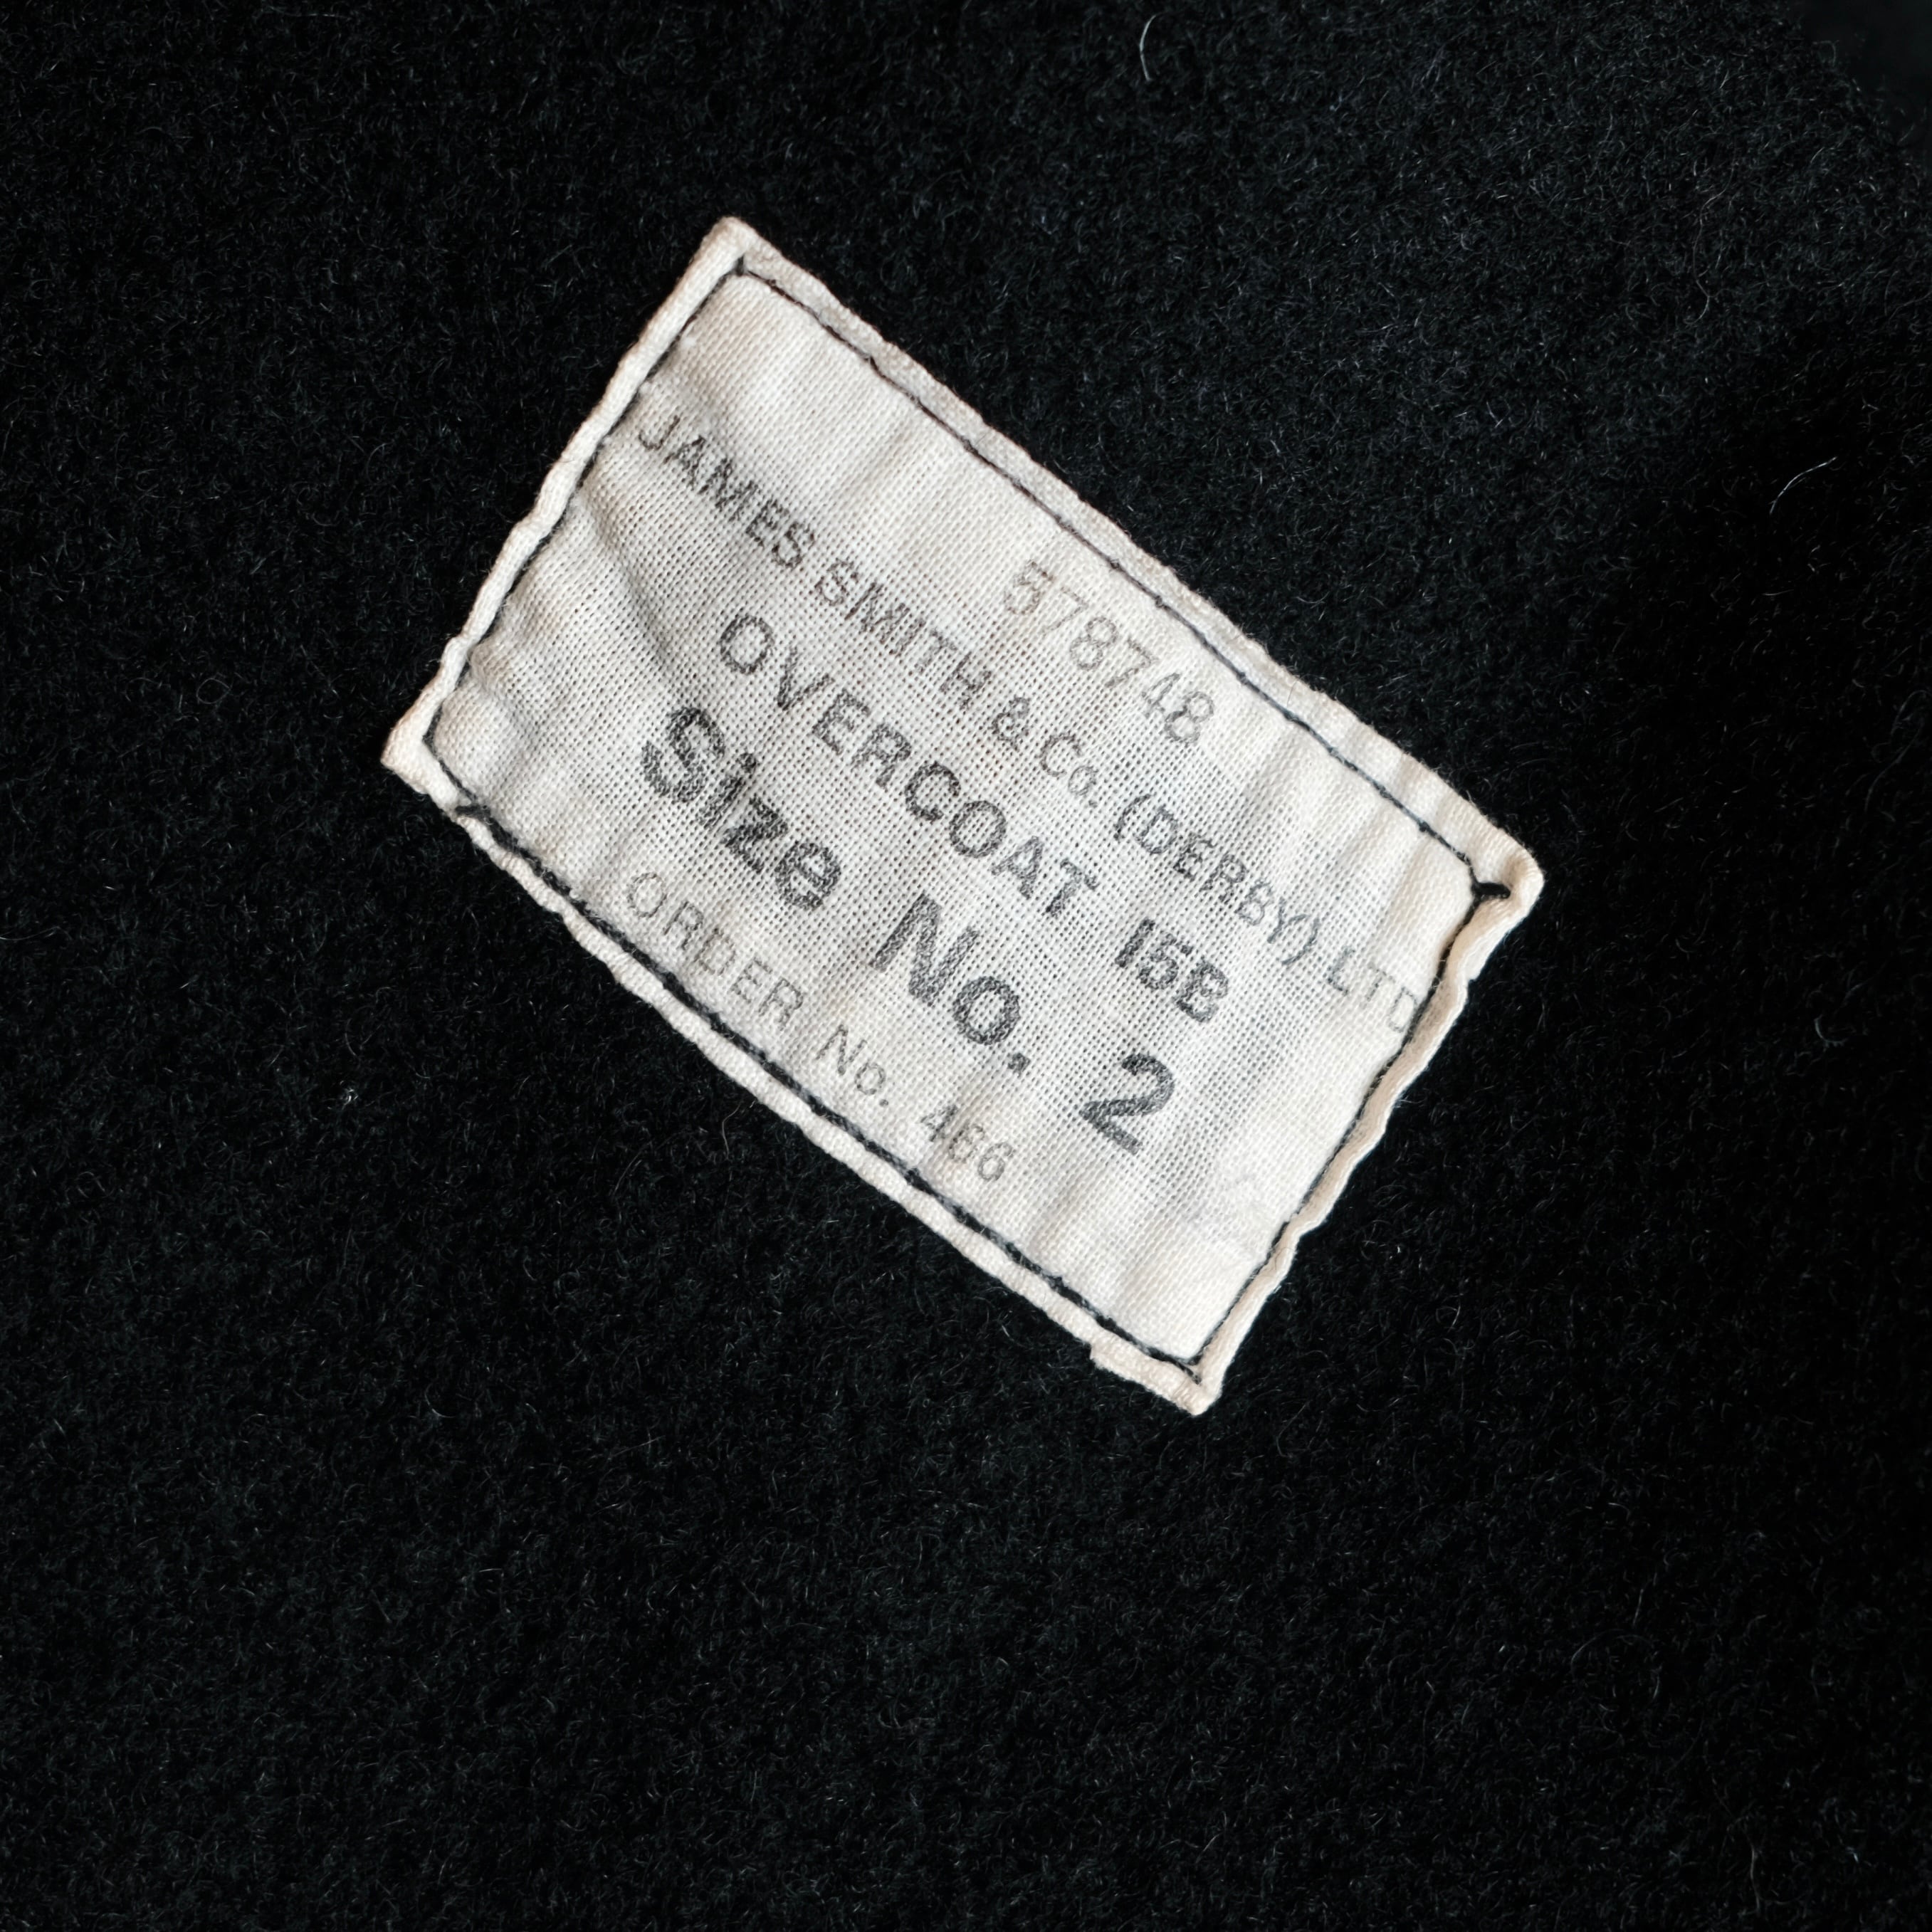 578748
JAMES SMITH & Co. (DERBY) LTD
OVERCOAT 15B
Size No. 2
ORDER No. 466